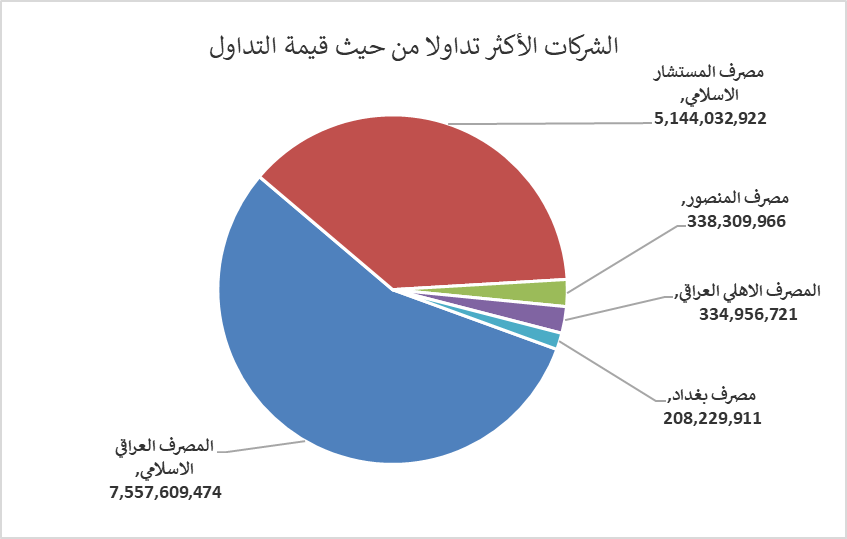 الشركات الأكثر تداولا من حيث قيمة التداول
مصرف المستشار
الاسلامي,
5,144,032,922
مصرف المنصور,
338,309,966
المصرف الاهلي العراقي,
334,956,721
مصرف بغداد,
208,229,911
المصرف العراقي
الاسلامي,
7,557,609,474